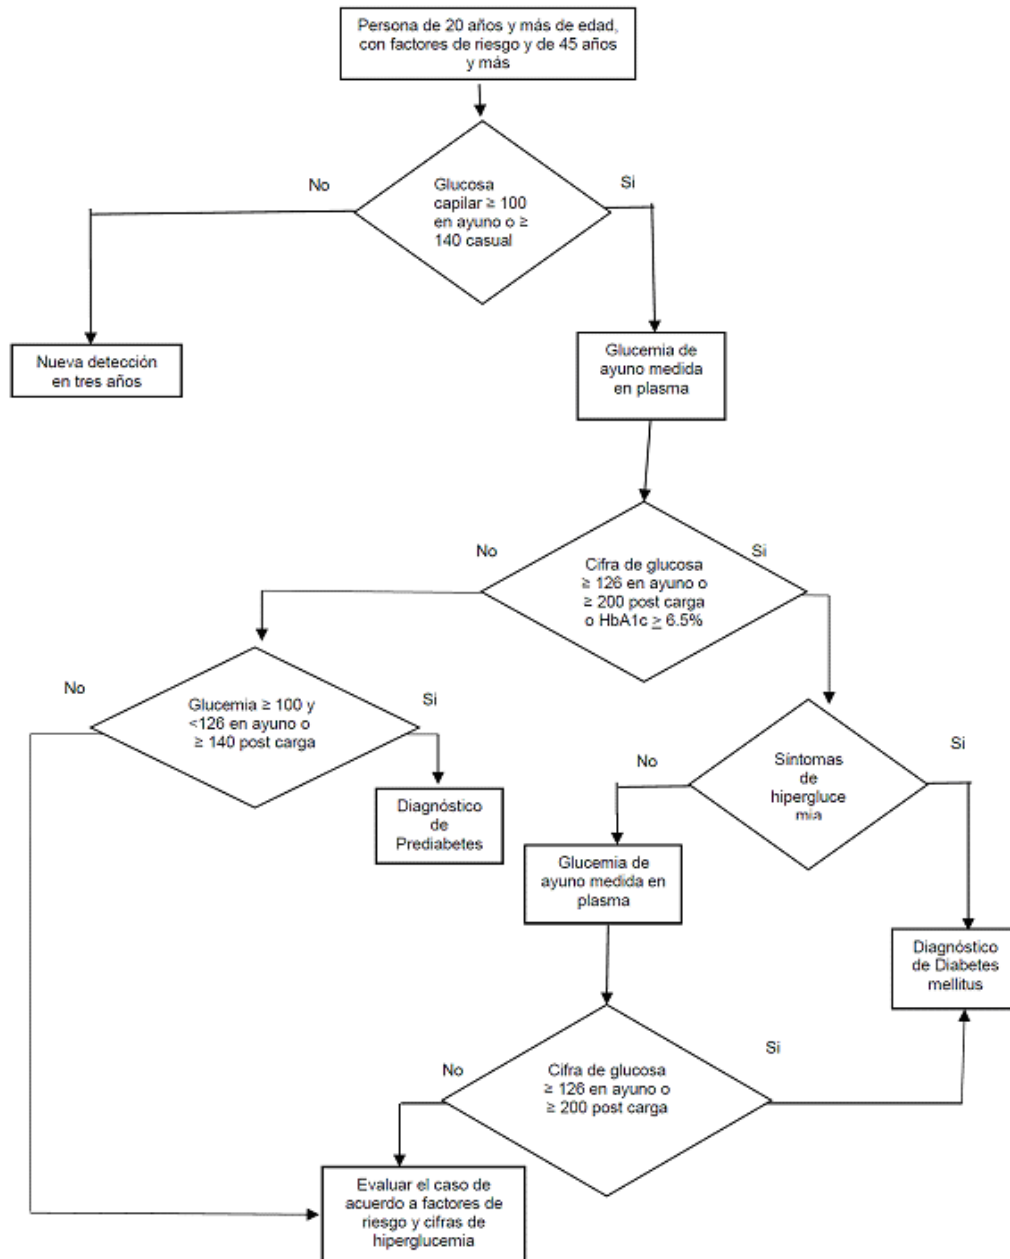 Persona de 20 años y más de edad,
con factores de riesgo y de 45 años
y más
No
Si
Glucosa
capilar ≥ 100
en ayuno o ≥
140 casual
Nueva detección
en tres años
Glucemia de
ayuno medida
en plasma
No
Si
Cifra de glucosa
≥ 126 en ayuno o
≥ 200 post carga
o HbA1c ≥ 6.5%
No
Si
Glucemia ≥ 100 y
<126 en ayuno o
≥ 140 post carga
Diagnóstico
de
Prediabetes
No
Si
Sintomas
de
hipergluce
mia
Glucemia de
ayuno medida en
plasma
Diagnóstico
de Diabetes
mellitus
No
Si
Cifra de glucosa
≥ 126 en ayuno o
≥ 200 post carga
Evaluar el caso de
acuerdo a factores de
riesgo y cifras de
hiperglucemia